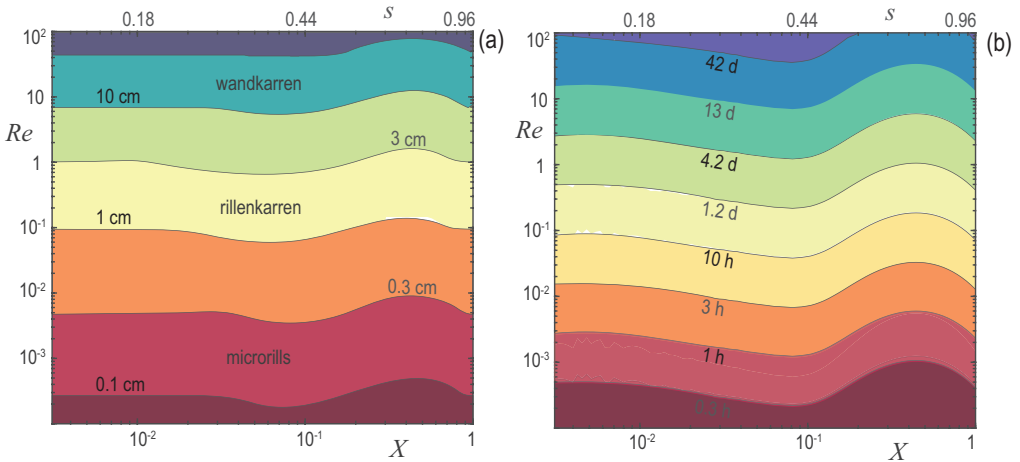 s
0.18 0.44 0.96
(a)
10²
wandkarren
10
10 cm
Re
3 cm
1
rillenkarren
1 cm
10⁻¹
0.3 cm
10⁻²
microrills
10⁻³
0.1 cm
10⁻² 10⁻¹ 1
X
s
0.18 0.44 0.96
(b)
10²
42 d
10
13 d
Re
4.2 d
1
1.2 d
10⁻¹
10 h
10⁻²
3 h
1 h
10⁻³
0.3 h
10⁻² 10⁻¹ 1
X